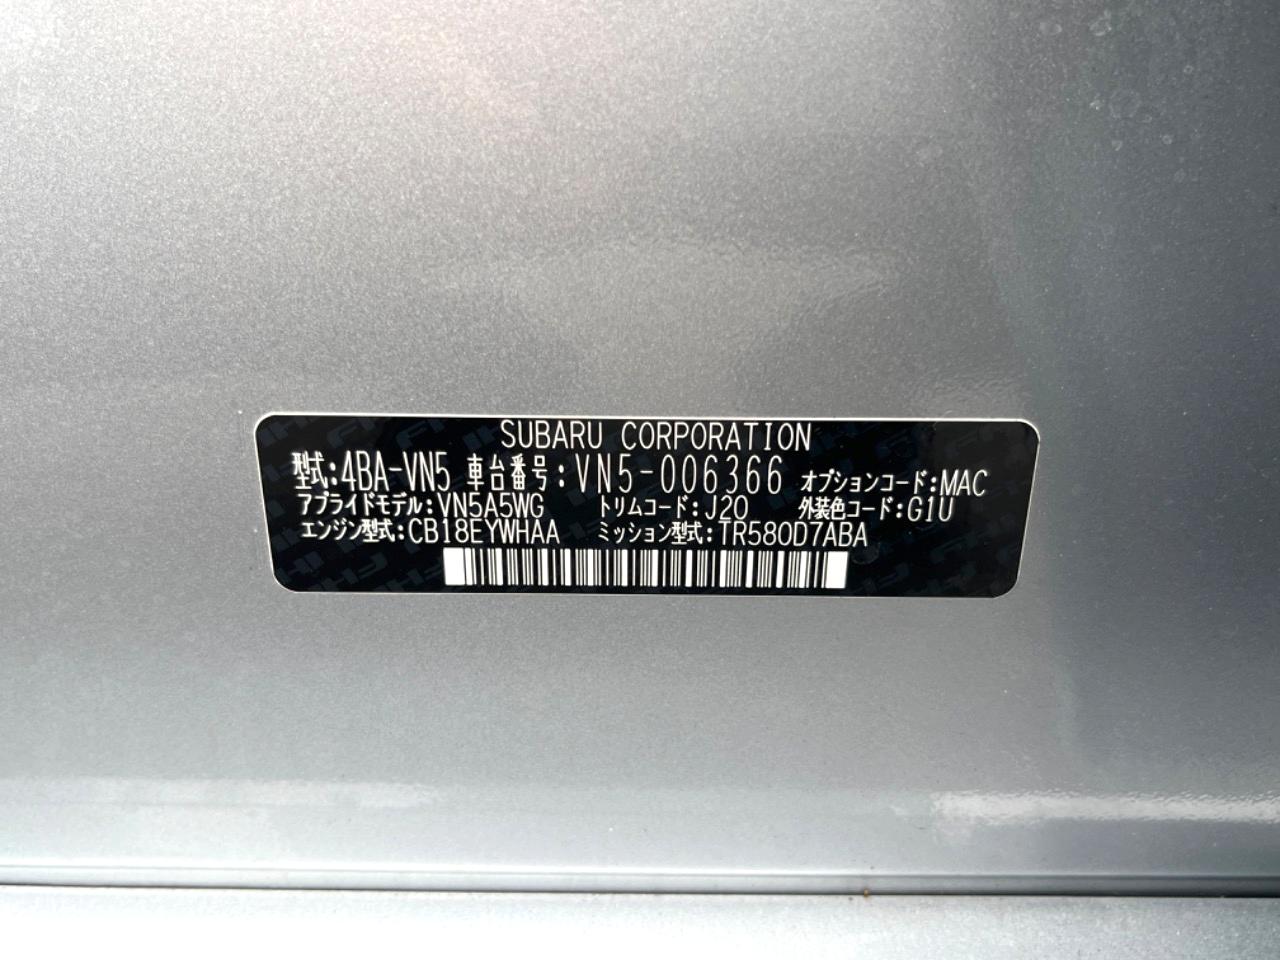 SUBARU CORPORATION
型式:4BA-VN5 車台番号:VN5-006366 オプションコード:MAC
アプライドモデル:VN5A5WG トリムコード:J20 外装色コード:G1U
エンジン型式:CB18EYWHAA ミッション型式:TR580D7ABA